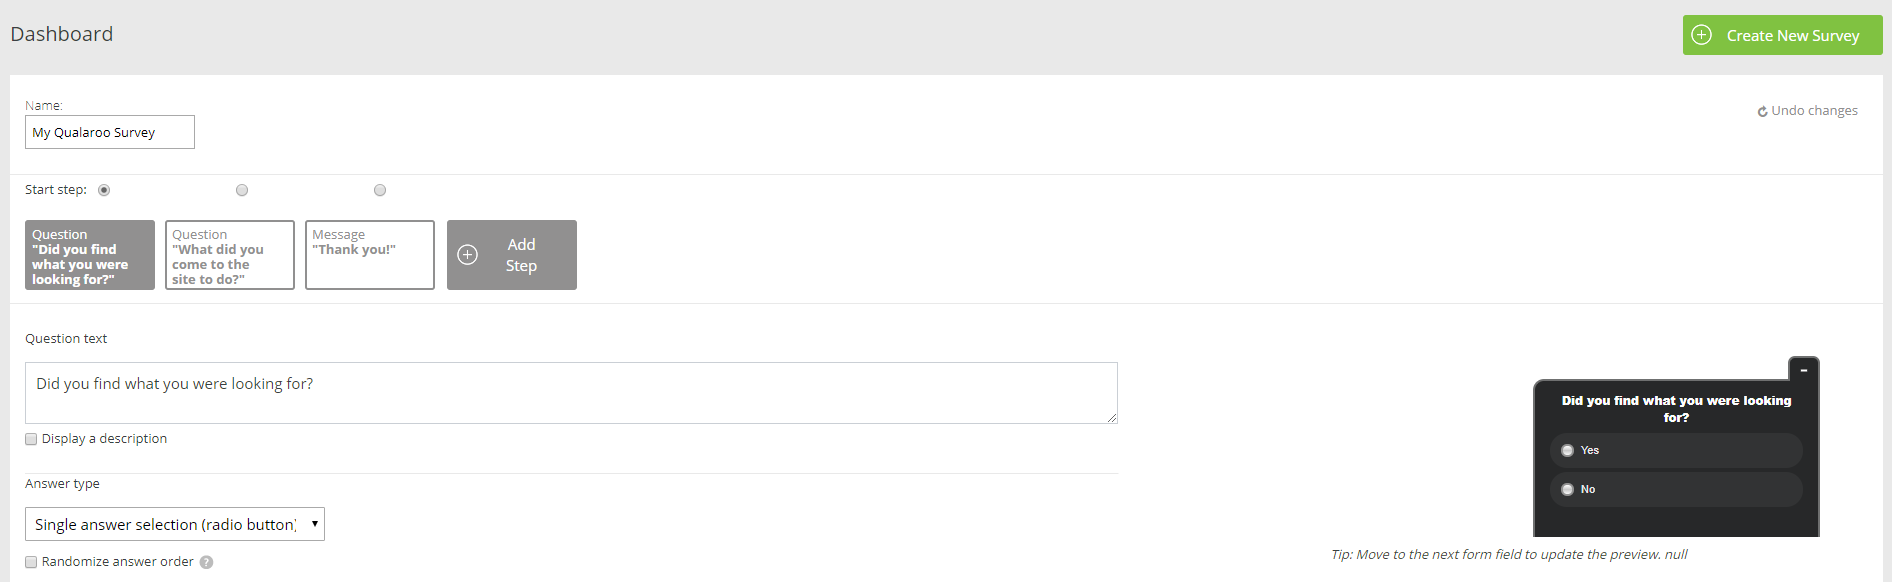 Dashboard
Create New Survey
Name:
My Qualaroo Survey
Undo changes
Start step:
Question
"Did you find
what you were
looking for?"
Question
"What did you
come to the
site to do?"
Message
"Thank you!"
Add
Step
Question text
Did you find what you were looking for?
Display a description
Answer type
Single answer selection (radio button)
Randomize answer order ?
Did you find what you were looking
for?
Yes
No
Tip: Move to the next form field to update the preview. null